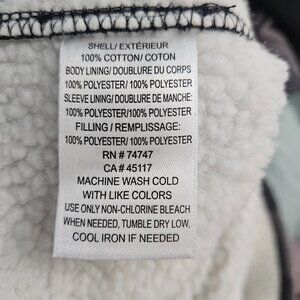 SHELL/ EXTÉRIEUR
100% COTTON/ COTON
BODY LINING/ DOUBLURE DU CORPS
100% POLYESTER/ 100% POLYESTER
SLEEVE LINING/ DOUBLURE DE MANCHE:
100% POLYESTER/ 100% POLYESTER
FILLING / REMPLISSAGE:
100% POLYESTER/ 100% POLYESTER
RN # 74747
CA # 45117
MACHINE WASH COLD
WITH LIKE COLORS
USE ONLY NON-CHLORINE BLEACH
WHEN NEEDED, TUMBLE DRY LOW,
COOL IRON IF NEEDED